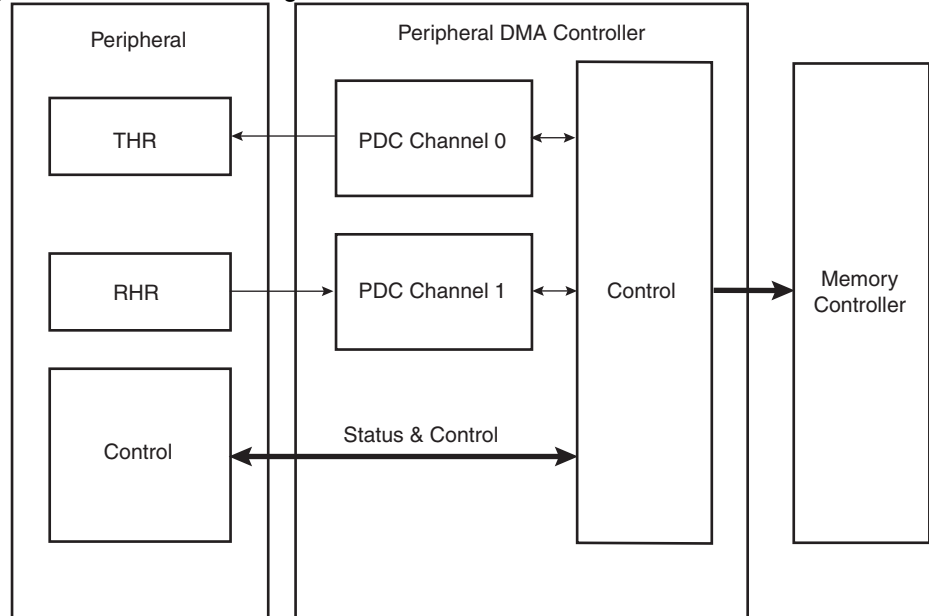 Peripheral
Peripheral DMA Controller
THR
PDC Channel 0
RHR
PDC Channel 1
Control
Memory
Controller
Status & Control
Control